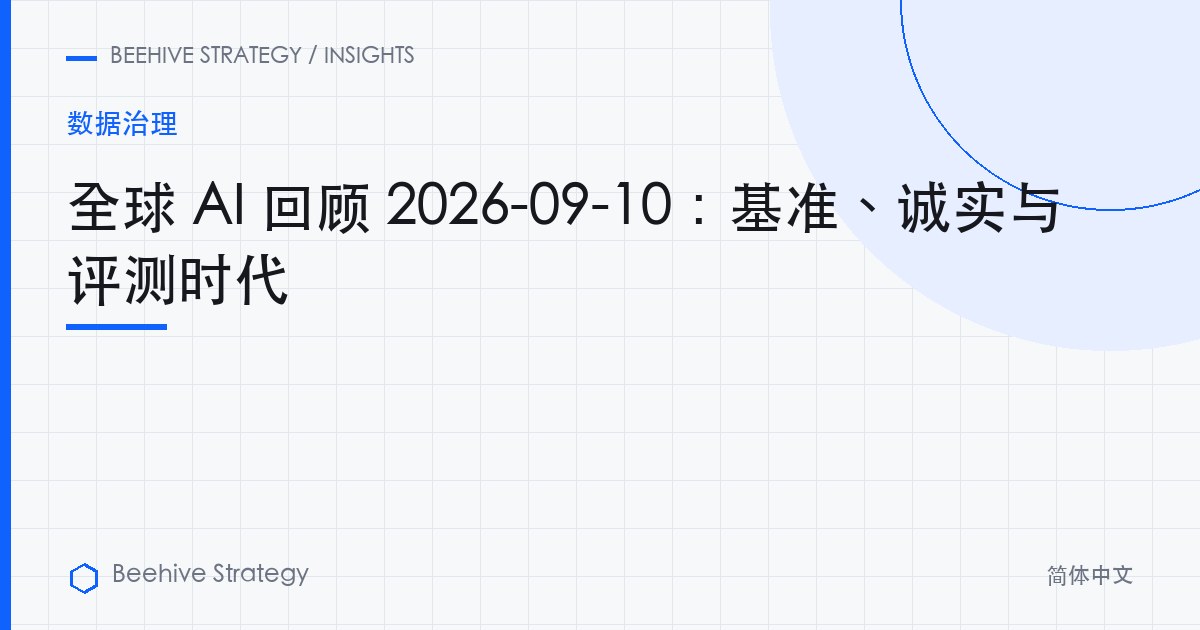 BEEHIVE STRATEGY / INSIGHTS
数据治理
全球 AI 回顾 2026-09-10：基准、诚实与
评测时代
Beehive Strategy
简体中文